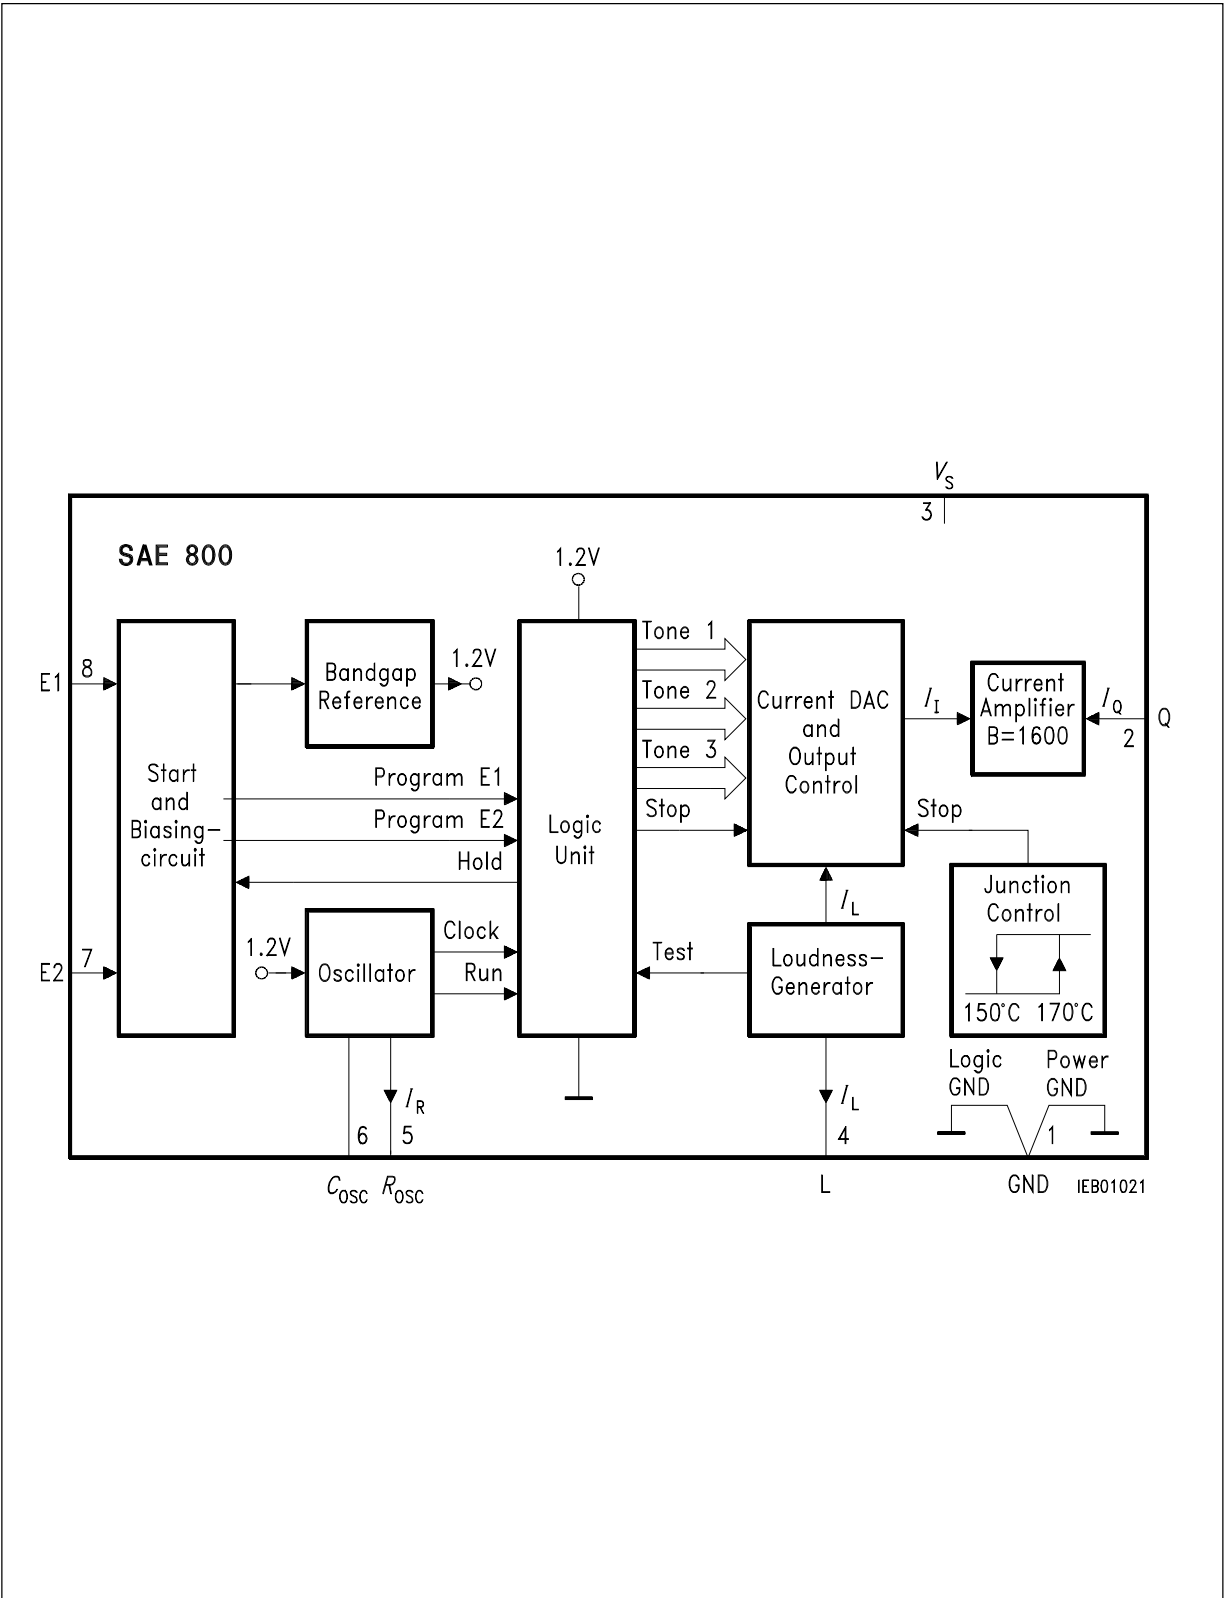 V_S
3
SAE 800
1.2V
Tone 1
1.2V
8
E1
Bandgap
Reference
Tone 2
Current DAC
and
Output
Control
I_I
Current
Amplifier
B=1600
I_Q
2
Q
Tone 3
Start
and
Biasing-
circuit
Program E1
Program E2
Hold
Logic
Unit
Stop
Stop
Junction
Control
150°C 170°C
I_L
7
E2
1.2V
Oscillator
Clock
Run
Test
Loudness-
Generator
Logic
GND
Power
GND
I_R
I_L
6
5
4
1
C_OSC
R_OSC
L
GND
IEB01021